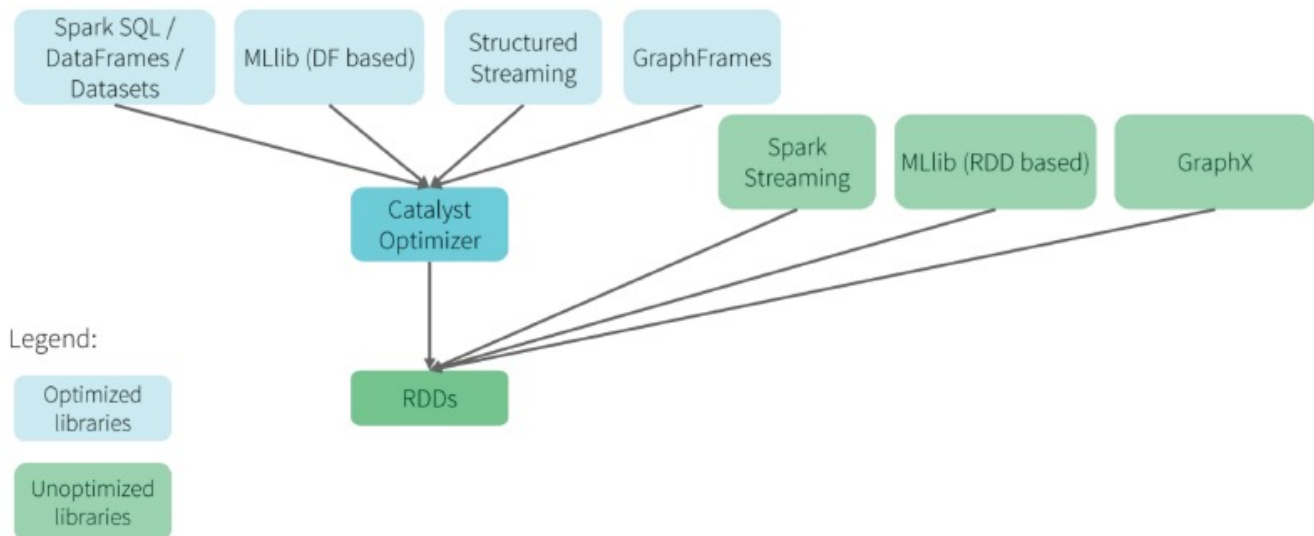 Spark SQL /
DataFrames /
Datasets
MLlib (DF based)
Structured
Streaming
GraphFrames
Spark
Streaming
MLlib (RDD based)
GraphX
Catalyst
Optimizer
Legend:
RDDs
Optimized
libraries
Unoptimized
libraries